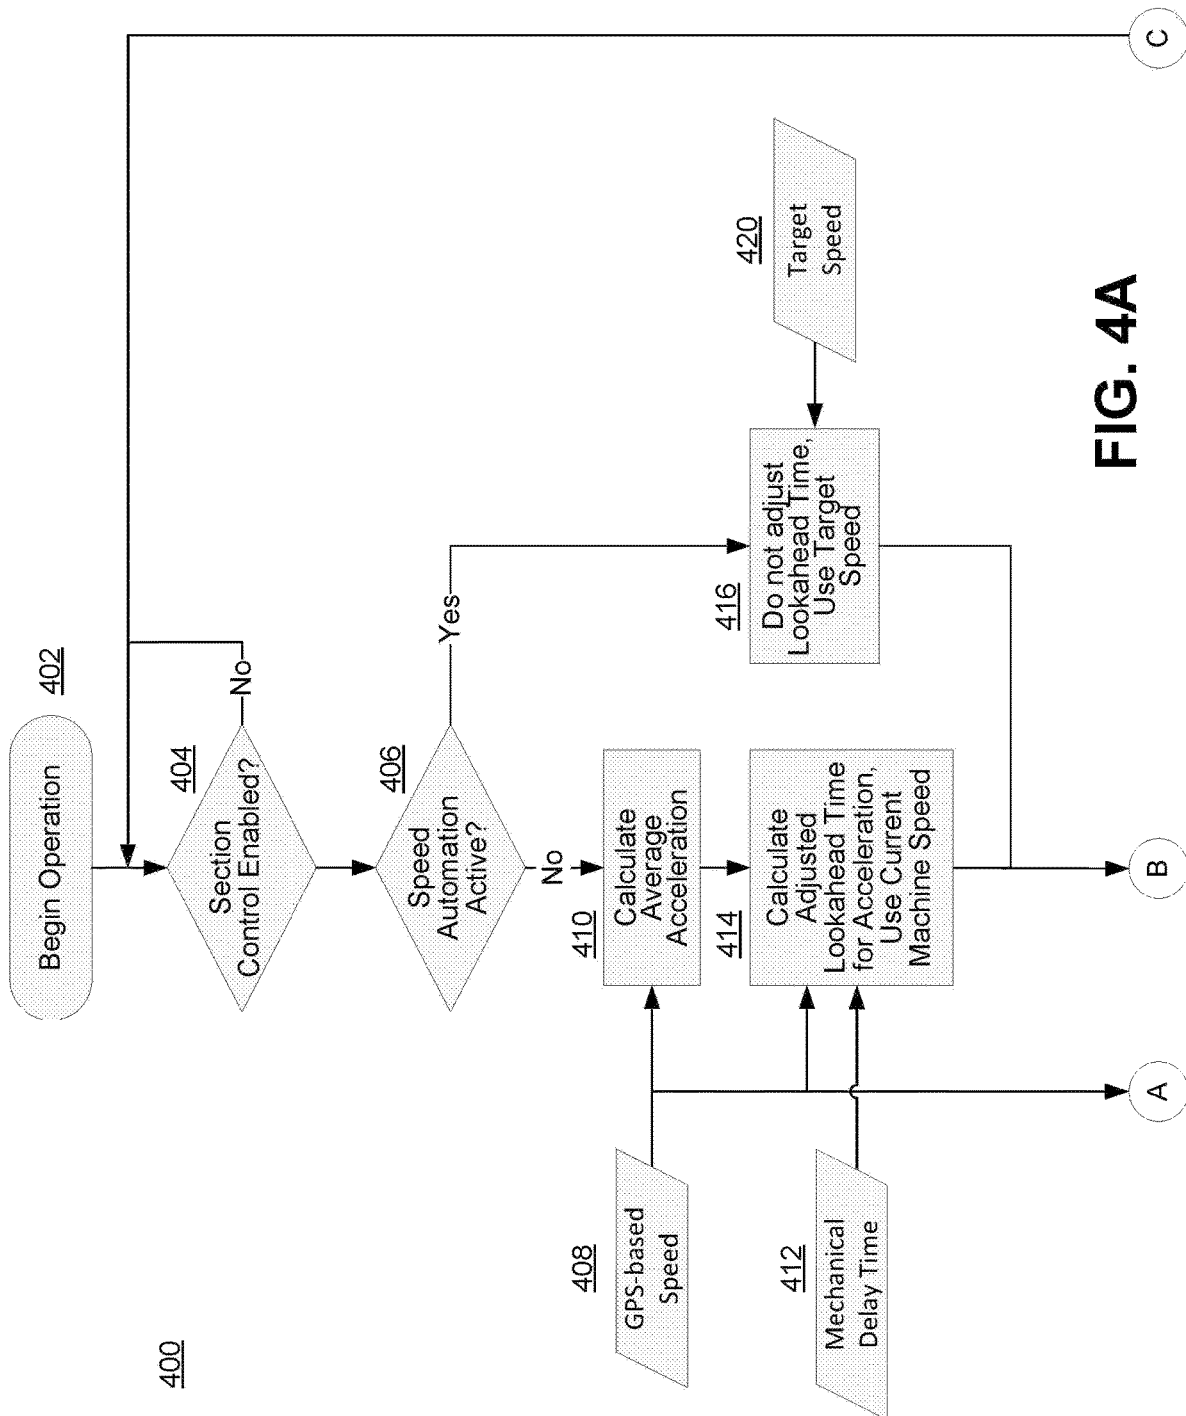 400
Begin Operation
402
Section
Control Enabled?
404
No
Speed
Automation
Active?
406
Yes
No
GPS-based
Speed
408
Calculate
Average
Acceleration
410
Mechanical
Delay Time
412
Calculate
Adjusted
Lookahead Time
for Acceleration,
Use Current
Machine Speed
414
Do not adjust
Lookahead Time,
Use Target
Speed
416
Target
Speed
420
A
B
C
FIG. 4A